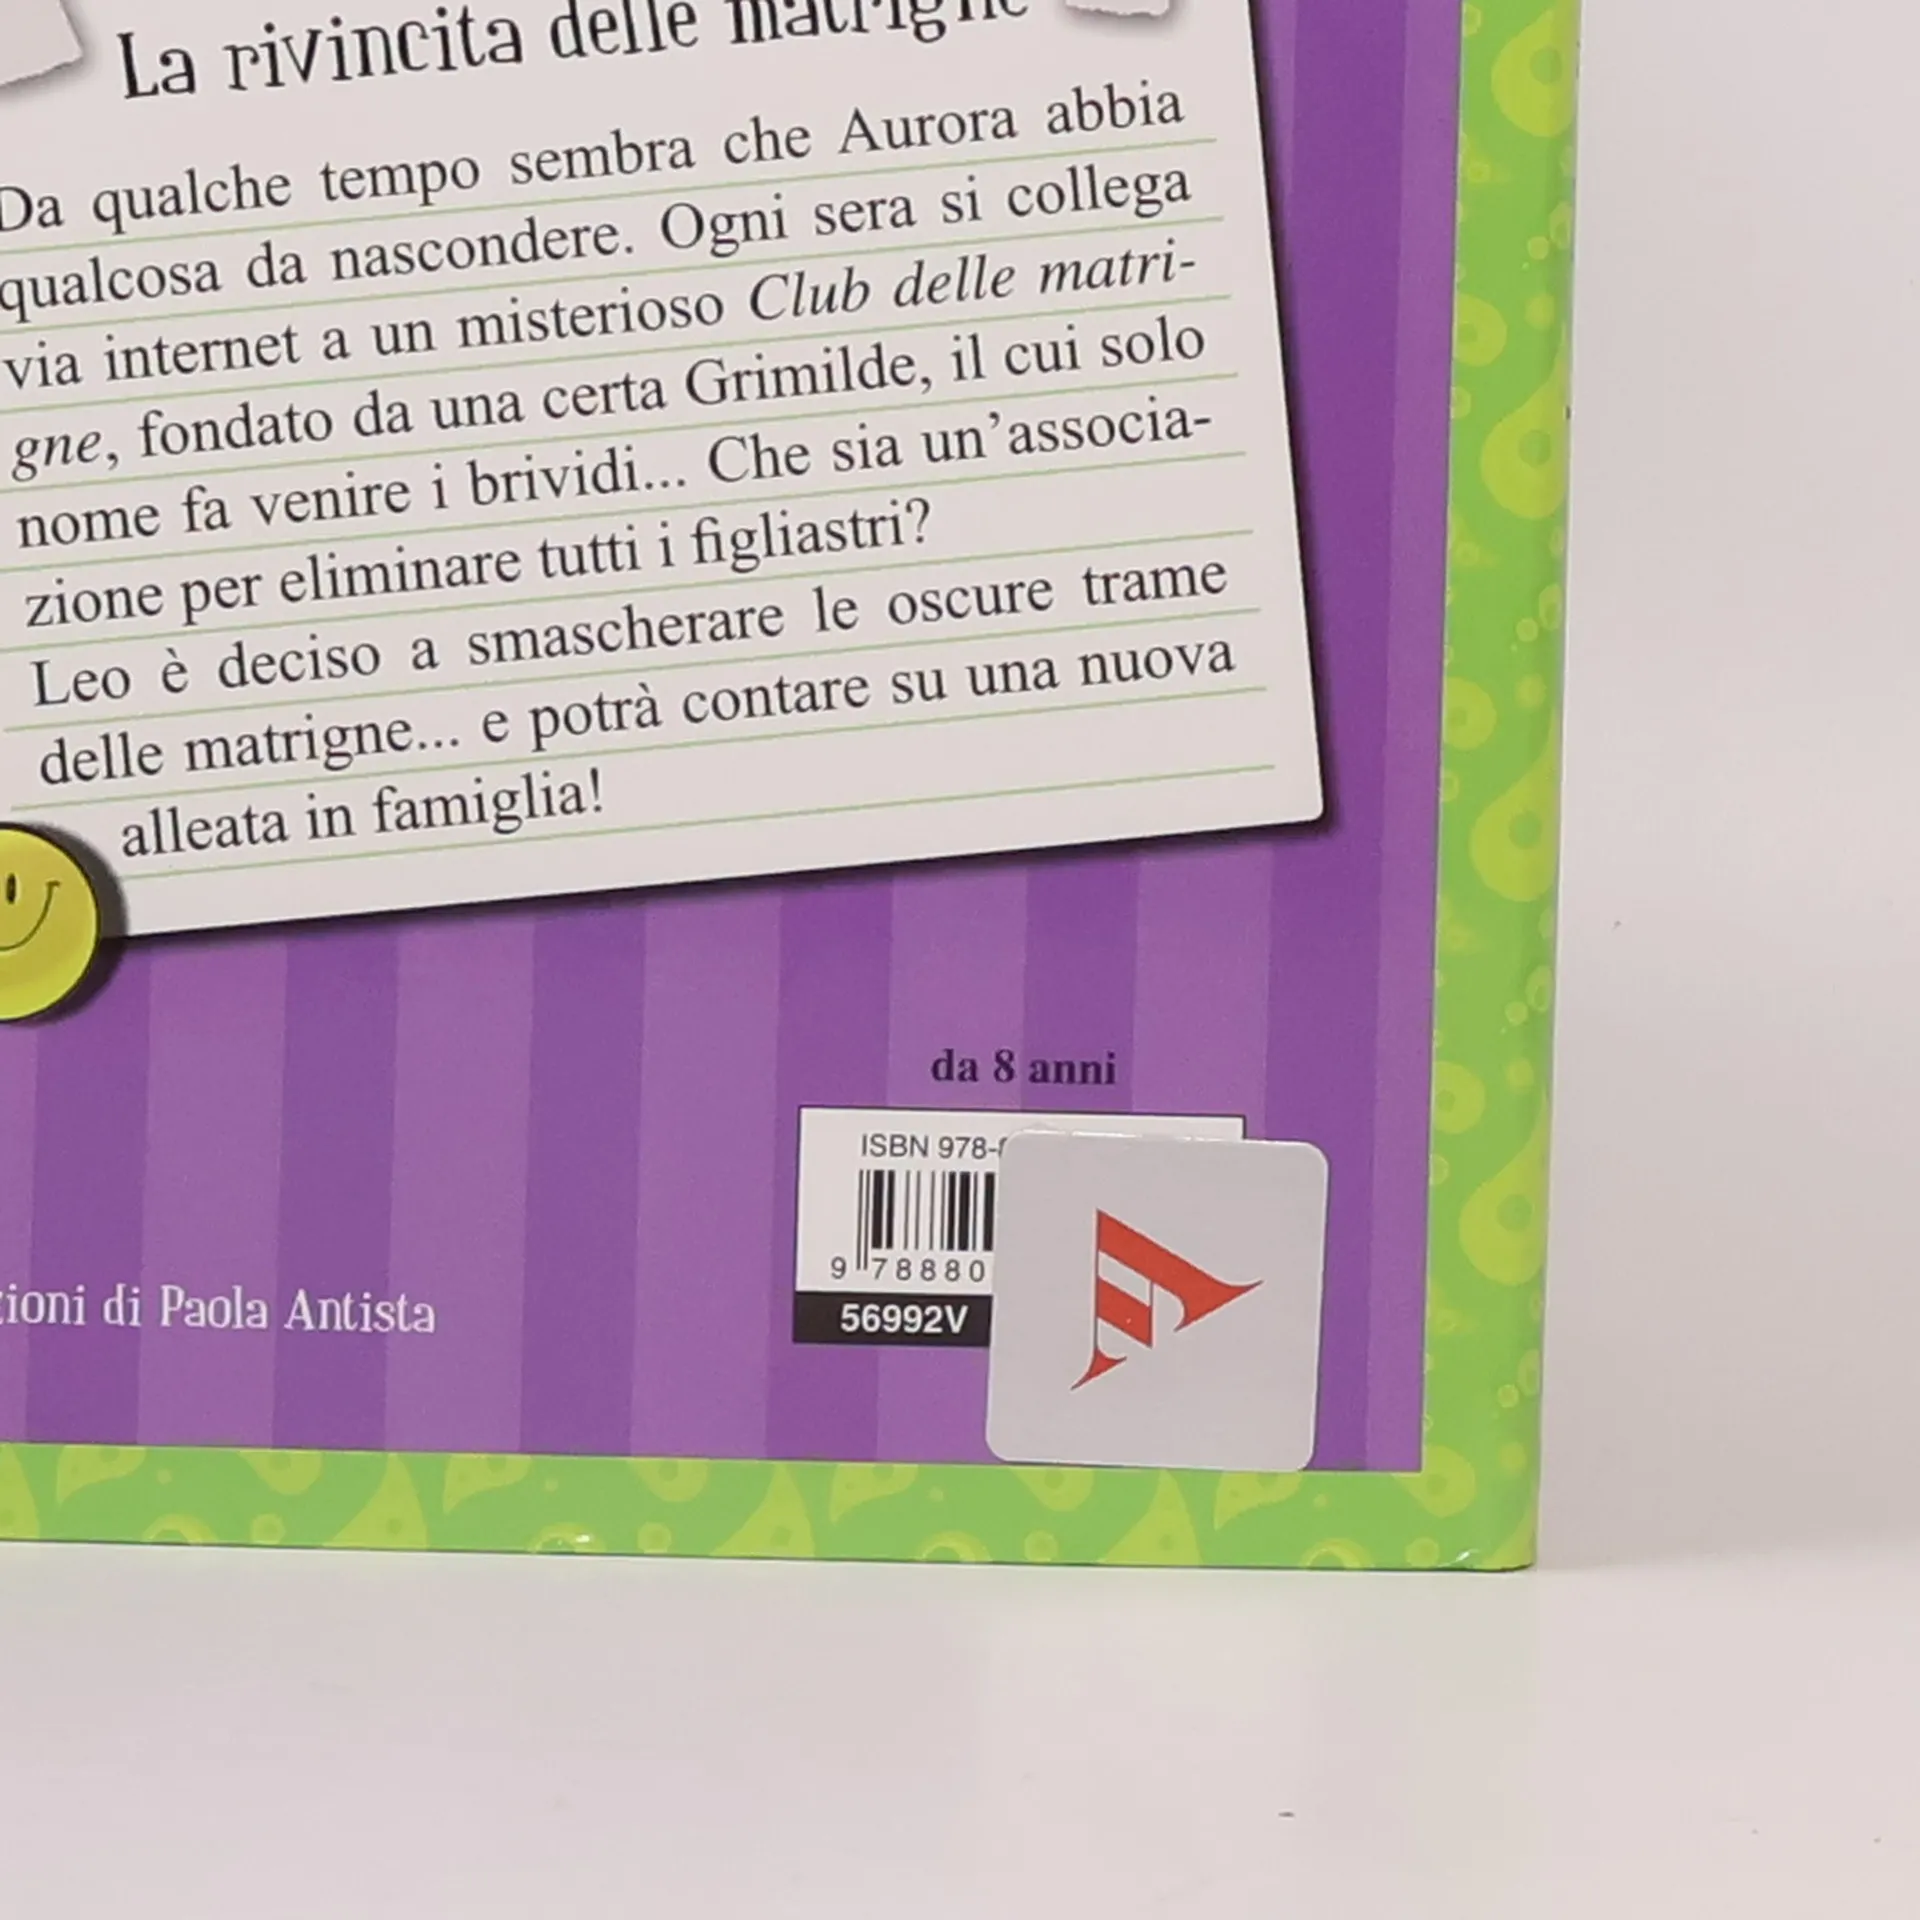 La rivincita delle matrigne
Da qualche tempo sembra che Aurora abbia
qualcosa da nascondere. Ogni sera si collega
via internet a un misterioso Club delle matri-
gne, fondato da una certa Grimilde, il cui solo
nome fa venire i brividi... Che sia un'associa-
zione per eliminare tutti i figliastri?
Leo è deciso a smascherare le oscure trame
delle matrigne... e potrà contare su una nuova
alleata in famiglia!
da 8 anni
ISBN 978-
9 78880
56992V
di Paola Antista